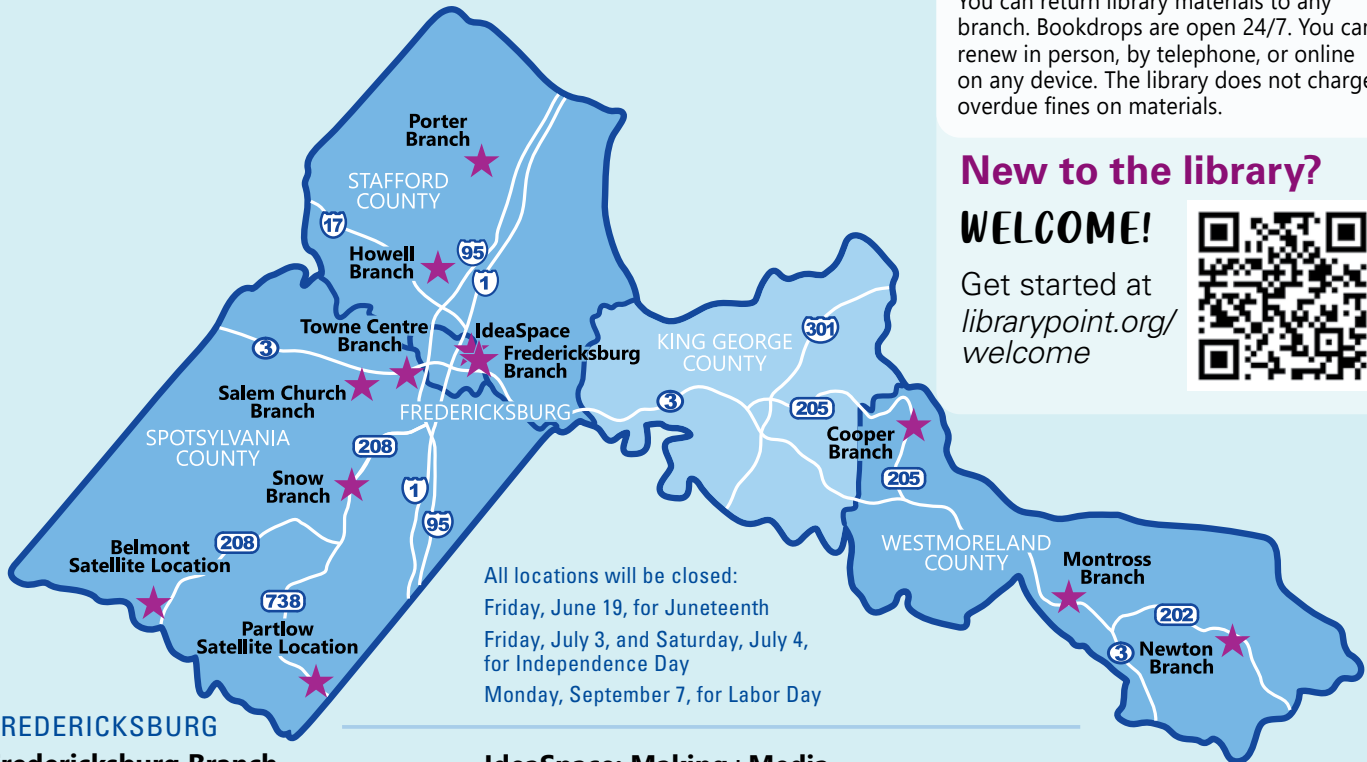 You can return library materials to any
branch. Bookdrops are open 24/7. You can
renew in person, by telephone, or online
on any device. The library does not charge
overdue fines on materials.
New to the library?
WELCOME!
Get started at
librarypoint.org/
welcome
Porter
Branch
STAFFORD
COUNTY
17
Howell
Branch
95
1
Towne Centre
Branch
IdeaSpace
Fredericksburg
Branch
3
Salem Church
Branch
FREDERICKSBURG
KING GEORGE
COUNTY
301
3
205
Cooper
Branch
205
SPOTSYLVANIA
COUNTY
208
Snow
Branch
1
95
Belmont
Satellite Location
208
738
Partlow
Satellite Location
WESTMORELAND
COUNTY
Montross
Branch
202
3
Newton
Branch
All locations will be closed:
Friday, June 19, for Juneteenth
Friday, July 3, and Saturday, July 4,
for Independence Day
Monday, September 7, for Labor Day
REDERICKSBURG
Fredericksburg Branch
IdeaSpace: Making+Media